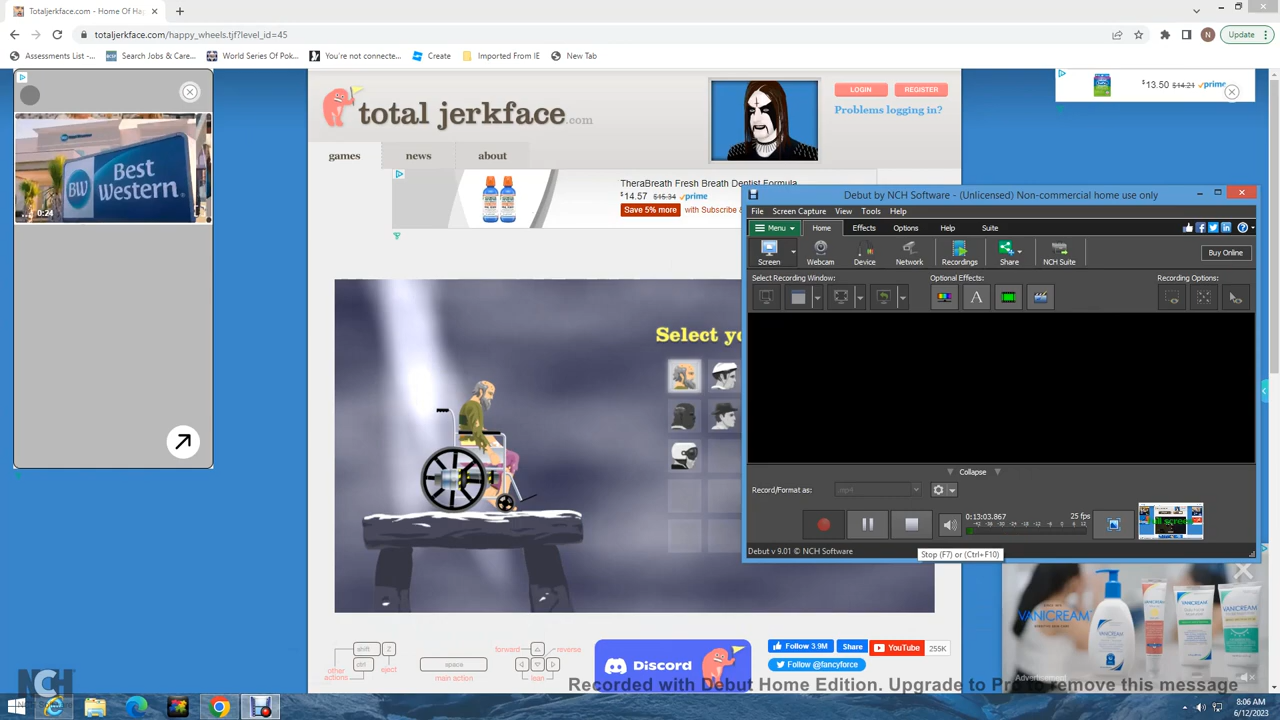 Totaljerkface.com - Home Of Ha
totaljerkface.com/happy_wheels.tjf?level_id=45
N
Update
Assessments List -...
Search Jobs & Care...
World Series Of Poke...
You're not connecte...
Create
Imported From IE
New Tab
BW
Best
Western
0:24
total jerkface.com
LOGIN
REGISTER
Problems logging in?
games
news
about
$13.50 $14.21 prime
TheraBreath Fresh Breath Dentist Formula
$14.57 $15.34 prime
Save 5% more with Subscribe &
Select yo
Debut by NCH Software - (Unlicensed) Non-commercial home use only
File Screen Capture View Tools Help
Menu Home Effects Options Help Suite
Screen Webcam Device Network Recordings Share NCH Suite Buy Online
Select Recording Window: Optional Effects: Recording Options:
A
Collapse
Record/Format as: mp4
0:13:03.867 25 fps
Debut v 9.01 © NCH Software
Stop (F7) or (Ctrl+F10)
shift Z
ctrl
other
actions
eject
space
main action
forward
reverse
lean
Discord
Follow 3.9M
Share
YouTube
255K
Follow @fancyforce
VANICREAM
Advertisement
Recorded with Debut Home Edition. Upgrade to Pro to remove this message
NCH
8:06 AM
6/12/2023